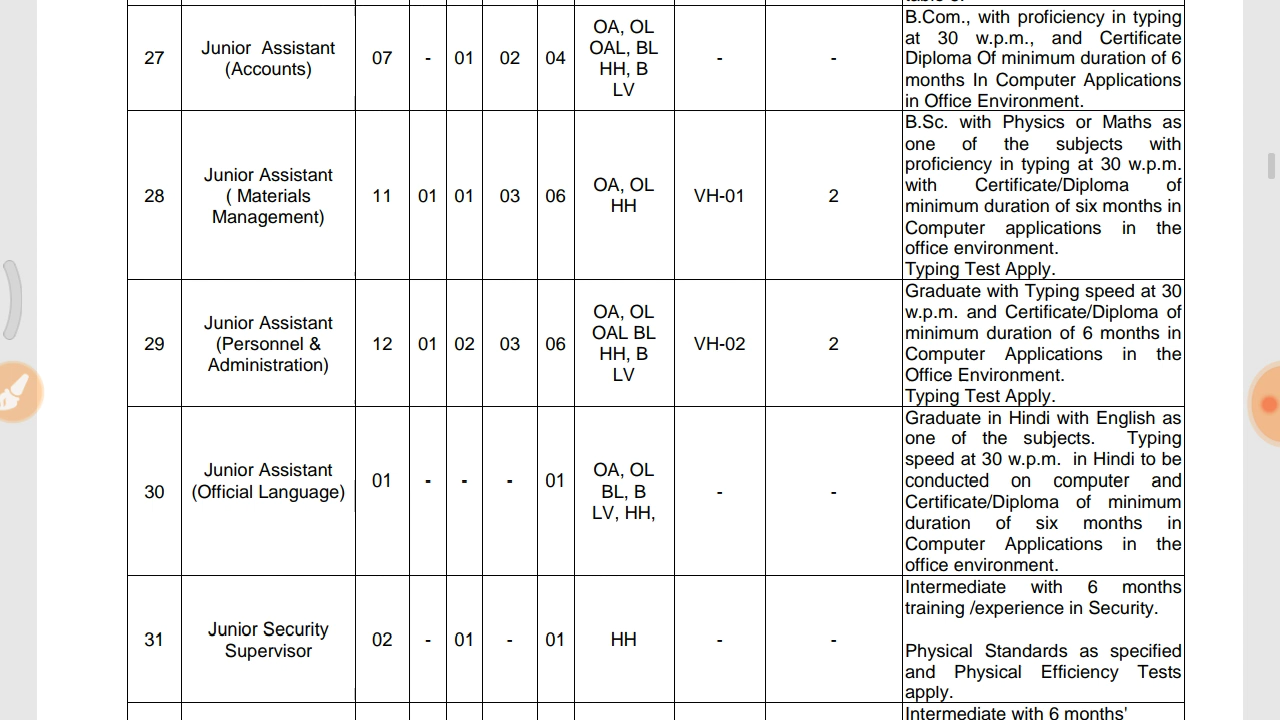 table 3.
27
Junior Assistant
(Accounts)
07
-
01
02
04
OA, OL
OAL, BL
HH, B
LV
-
-
B.Com., with proficiency in typing
at 30 w.p.m., and Certificate
Diploma Of minimum duration of 6
months In Computer Applications
in Office Environment.
28
Junior Assistant
( Materials
Management)
11
01
01
03
06
OA, OL
HH
VH-01
2
B.Sc. with Physics or Maths as
one of the subjects with
proficiency in typing at 30 w.p.m.
with Certificate/Diploma of
minimum duration of six months in
Computer applications in the
office environment.
Typing Test Apply.
29
Junior Assistant
(Personnel &
Administration)
12
01
02
03
06
OA, OL
OAL BL
HH, B
LV
VH-02
2
Graduate with Typing speed at 30
w.p.m. and Certificate/Diploma of
minimum duration of 6 months in
Computer Applications in the
Office Environment.
Typing Test Apply.
30
Junior Assistant
(Official Language)
01
-
-
-
01
OA, OL
BL, B
LV, HH,
-
-
Graduate in Hindi with English as
one of the subjects. Typing
speed at 30 w.p.m. in Hindi to be
conducted on computer and
Certificate/Diploma of minimum
duration of six months in
Computer Applications in the
office environment.
31
Junior Security
Supervisor
02
-
01
-
01
HH
-
-
Intermediate with 6 months
training /experience in Security.
Physical Standards as specified
and Physical Efficiency Tests
apply.
Intermediate with 6 months'